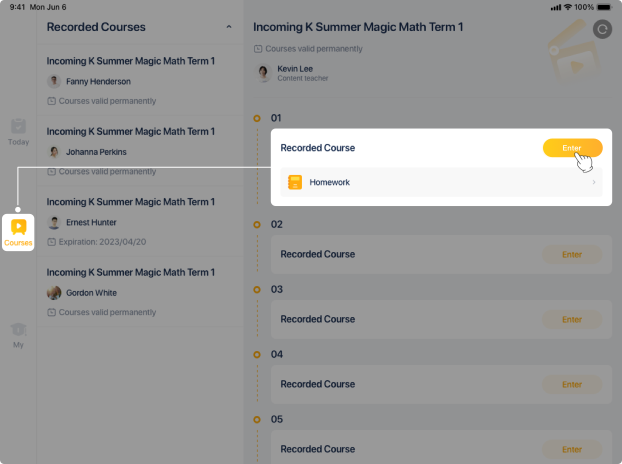 9:41 Mon Jun 6
100%
Recorded Courses
Incoming K Summer Magic Math Term 1
Fanny Henderson
Courses valid permanently
Incoming K Summer Magic Math Term 1
Johanna Perkins
Courses valid permanently
Incoming K Summer Magic Math Term 1
Ernest Hunter
Expiration: 2023/04/20
Incoming K Summer Magic Math Term 1
Gordon White
Courses valid permanently
Today
Courses
My
Incoming K Summer Magic Math Term 1
Courses valid permanently
Kevin Lee
Content teacher
01
Recorded Course
Enter
Homework
02
Recorded Course
Enter
03
Recorded Course
Enter
04
Recorded Course
Enter
05
Recorded Course
Enter